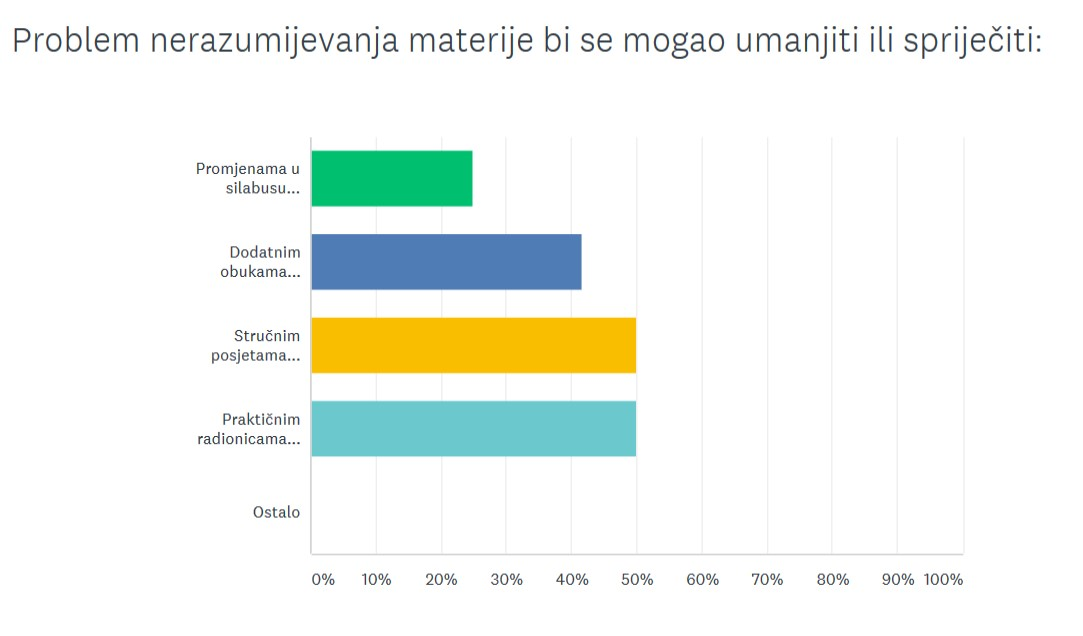 Problem nerazumijevanja materije bi se mogao umanjiti ili spriječiti:
Promjenama u
silabusu...
Dodatnim
obukama...
Stručnim
posjetama...
Praktičnim
radionicama...
Ostalo
0% 10% 20% 30% 40% 50% 60% 70% 80% 90% 100%